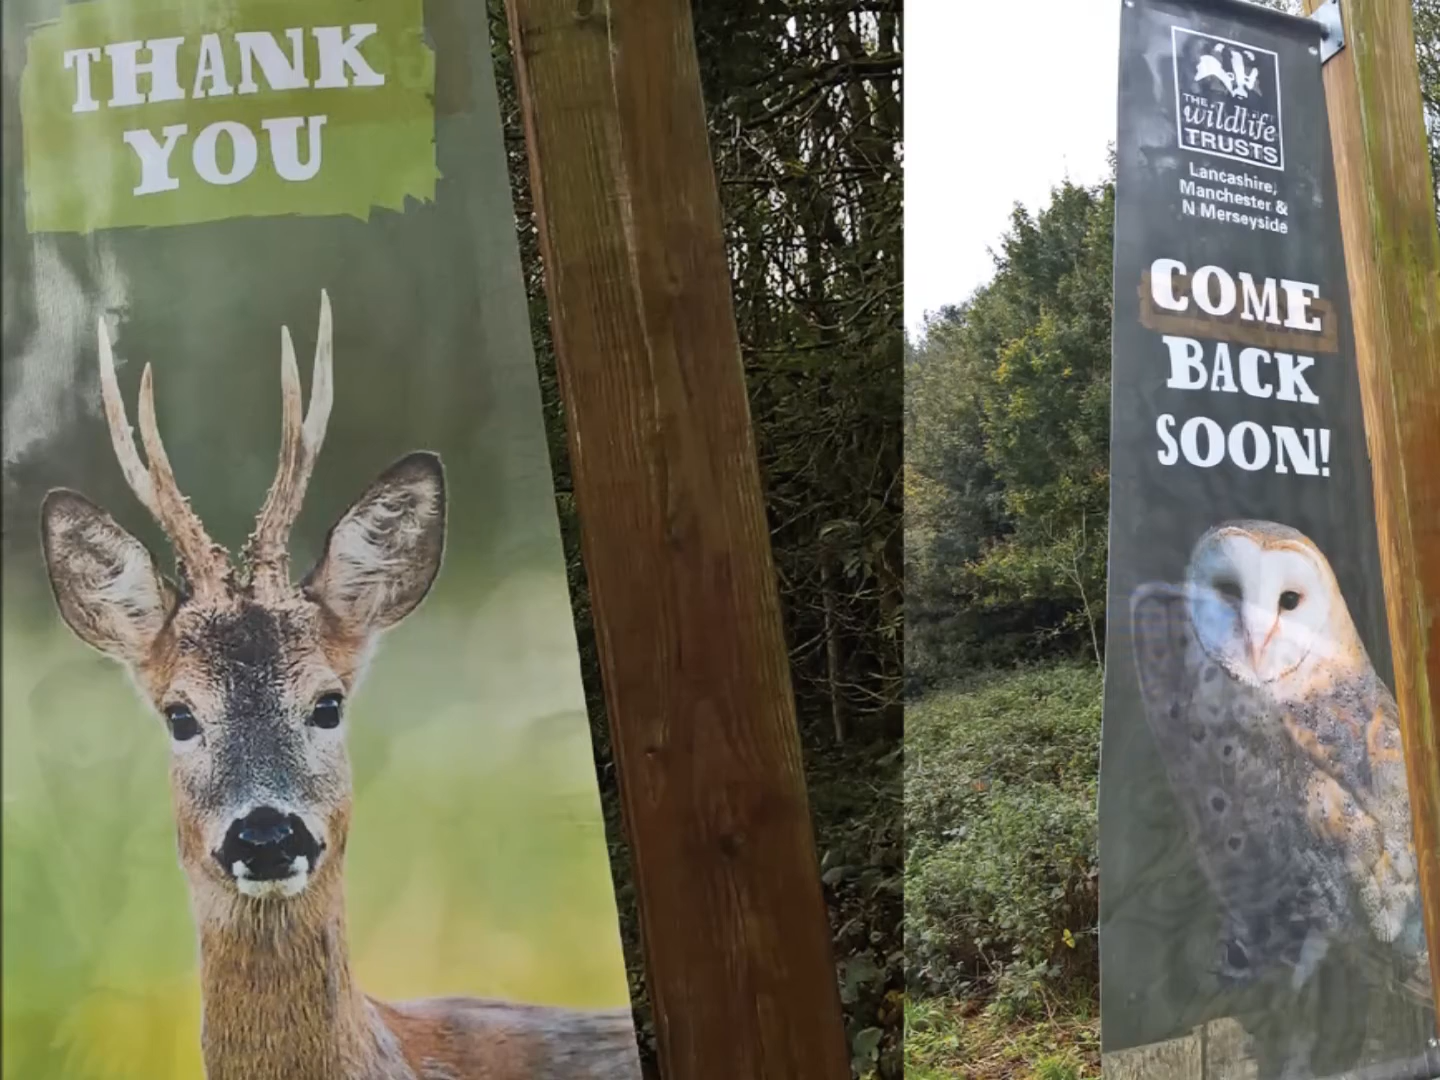 THANK
YOU
THE
wildlife
TRUSTS
Lancashire,
Manchester &
N Merseyside
COME
BACK
SOON!